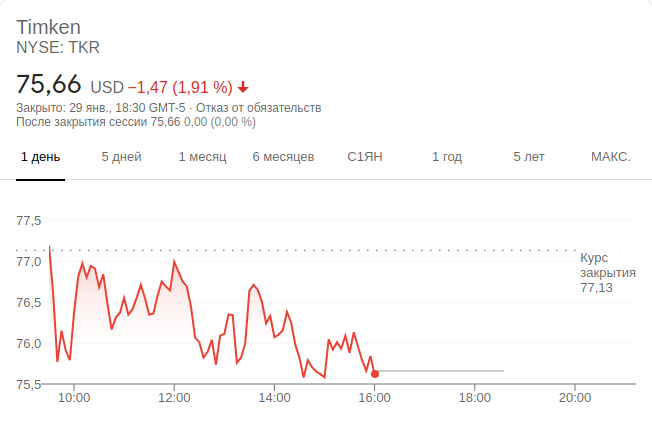 Timken
NYSE: TKR
75,66 USD −1,47 (1,91 %)
Закрыто: 29 янв., 18:30 GMT-5 · Отказ от обязательств
После закрытия сессии 75,66 0,00 (0,00 %)
1 день 5 дней 1 месяц 6 месяцев С1ЯН 1 год 5 лет МАКС.
77,5
77,0
76,5
76,0
75,5
Курс
закрытия
77,13
10:00 12:00 14:00 16:00 18:00 20:00